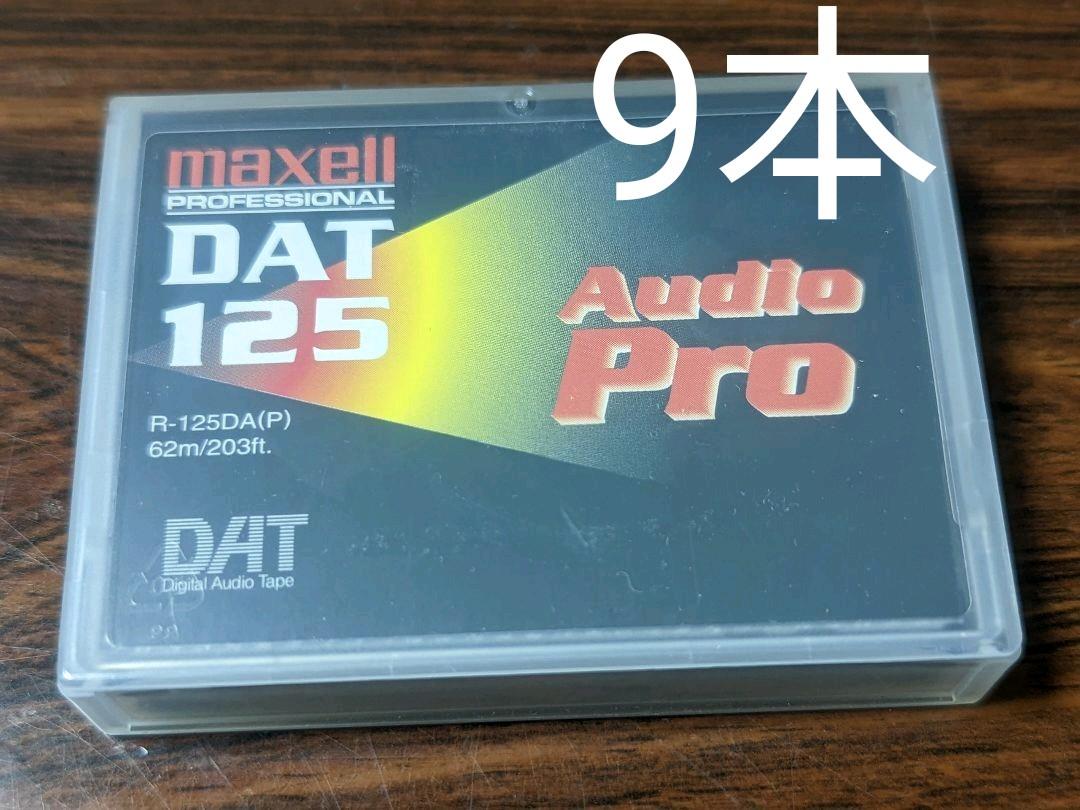 9本
maxell
PROFESSIONAL
DAT
125
Audio
Pro
R-125DA(P)
62m/203ft.
DAT
Digital Audio Tape